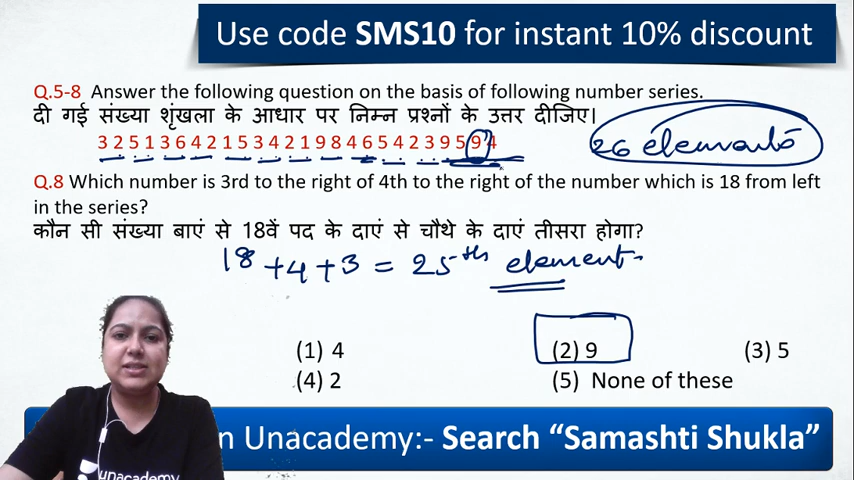 Use code SMS10 for instant 10% discount
Q.5-8 Answer the following question on the basis of following number series.
दी गई संख्या शृंखला के आधार पर निम्न प्रश्नों के उत्तर दीजिए।
3 2 5 1 3 6 4 2 1 5 3 4 2 1 9 8 4 6 5 4 2 3 9 5 9 4
26 elements
Q.8 Which number is 3rd to the right of 4th to the right of the number which is 18 from left
in the series?
कौन सी संख्या बाएं से 18वें पद के दाएं से चौथे के दाएं तीसरा होगा?
18 +4 +3 = 25th element
(1) 4 (2) 9 (3) 5
(4) 2 (5) None of these
n Unacademy:- Search “Samashti Shukla”
unacademy